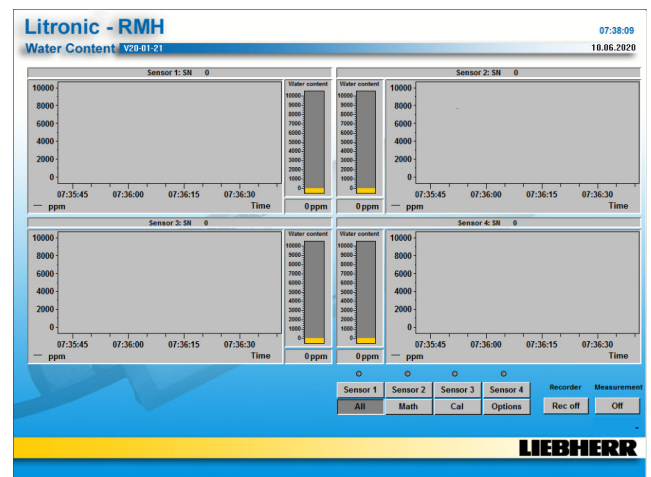 Litronic - RMH
07:38:09
Water Content V20-01-21
10.06.2020
Sensor 1: SN 0
10000
8000
6000
4000
2000
0
07:35:45 07:36:00 07:36:15 07:36:30
— ppm Time
Water content
10000
9000
8000
7000
6000
5000
4000
3000
2000
1000
0
0 ppm
Water content
10000
9000
8000
7000
6000
5000
4000
3000
2000
1000
0
0 ppm
Sensor 2: SN 0
10000
8000
6000
4000
2000
0
07:35:45 07:36:00 07:36:15 07:36:30
— ppm Time
Sensor 3: SN 0
10000
8000
6000
4000
2000
0
07:35:45 07:36:00 07:36:15 07:36:30
— ppm Time
Water content
10000
9000
8000
7000
6000
5000
4000
3000
2000
1000
0
0 ppm
Water content
10000
9000
8000
7000
6000
5000
4000
3000
2000
1000
0
0 ppm
Sensor 4: SN 0
10000
8000
6000
4000
2000
0
07:35:45 07:36:00 07:36:15 07:36:30
— ppm Time
Sensor 1 Sensor 2 Sensor 3 Sensor 4 Recorder Measurement
All Math Cal Options Rec off Off
LIEBHERR